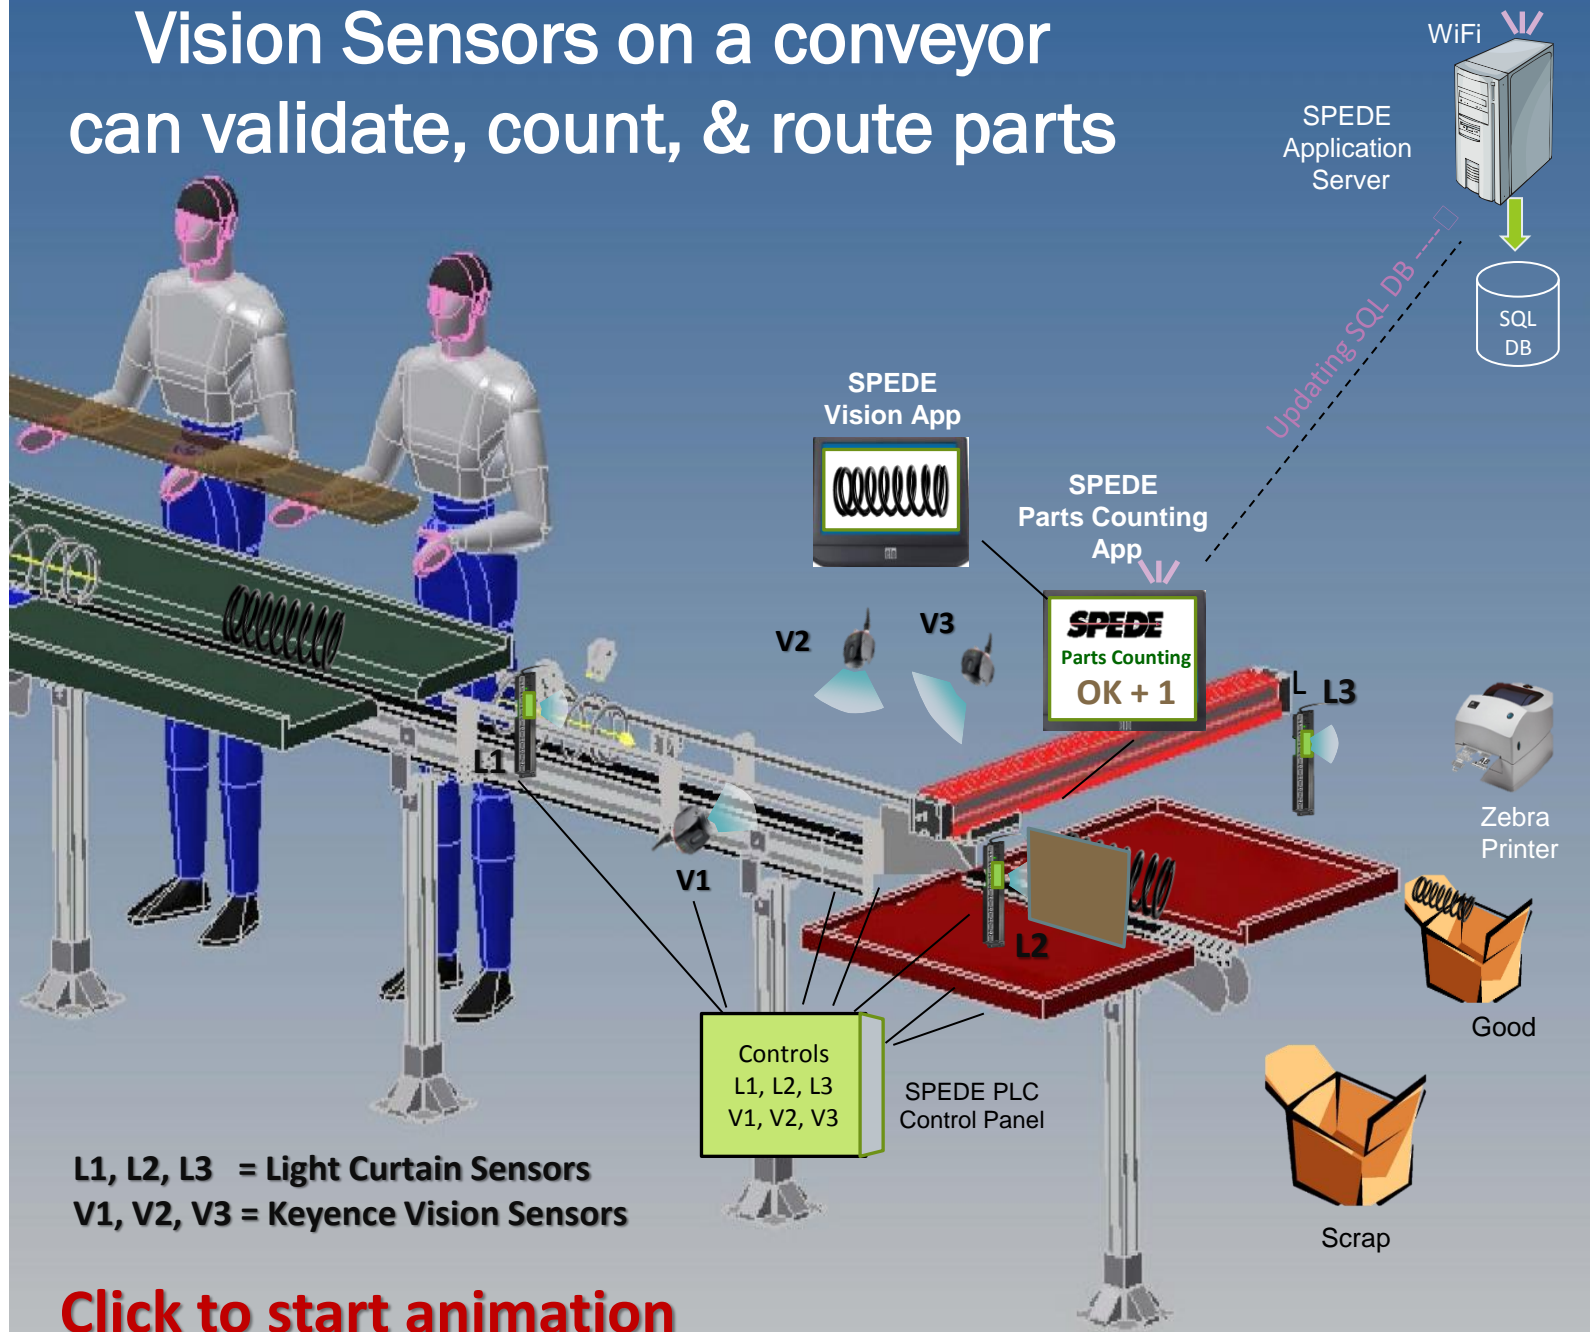 Vision Sensors on a conveyor
can validate, count, & route parts
WiFi
SPEDE
Application
Server
SQL
DB
Updating SQL DB -----□
SPEDE
Vision App
SPEDE
Parts Counting
App
V2
V3
SPEDE
Parts Counting
OK + 1
L
L3
L1
V1
L2
Zebra
Printer
Good
Controls
L1, L2, L3
V1, V2, V3
SPEDE PLC
Control Panel
Scrap
L1, L2, L3 = Light Curtain Sensors
V1, V2, V3 = Keyence Vision Sensors
Click to start animation